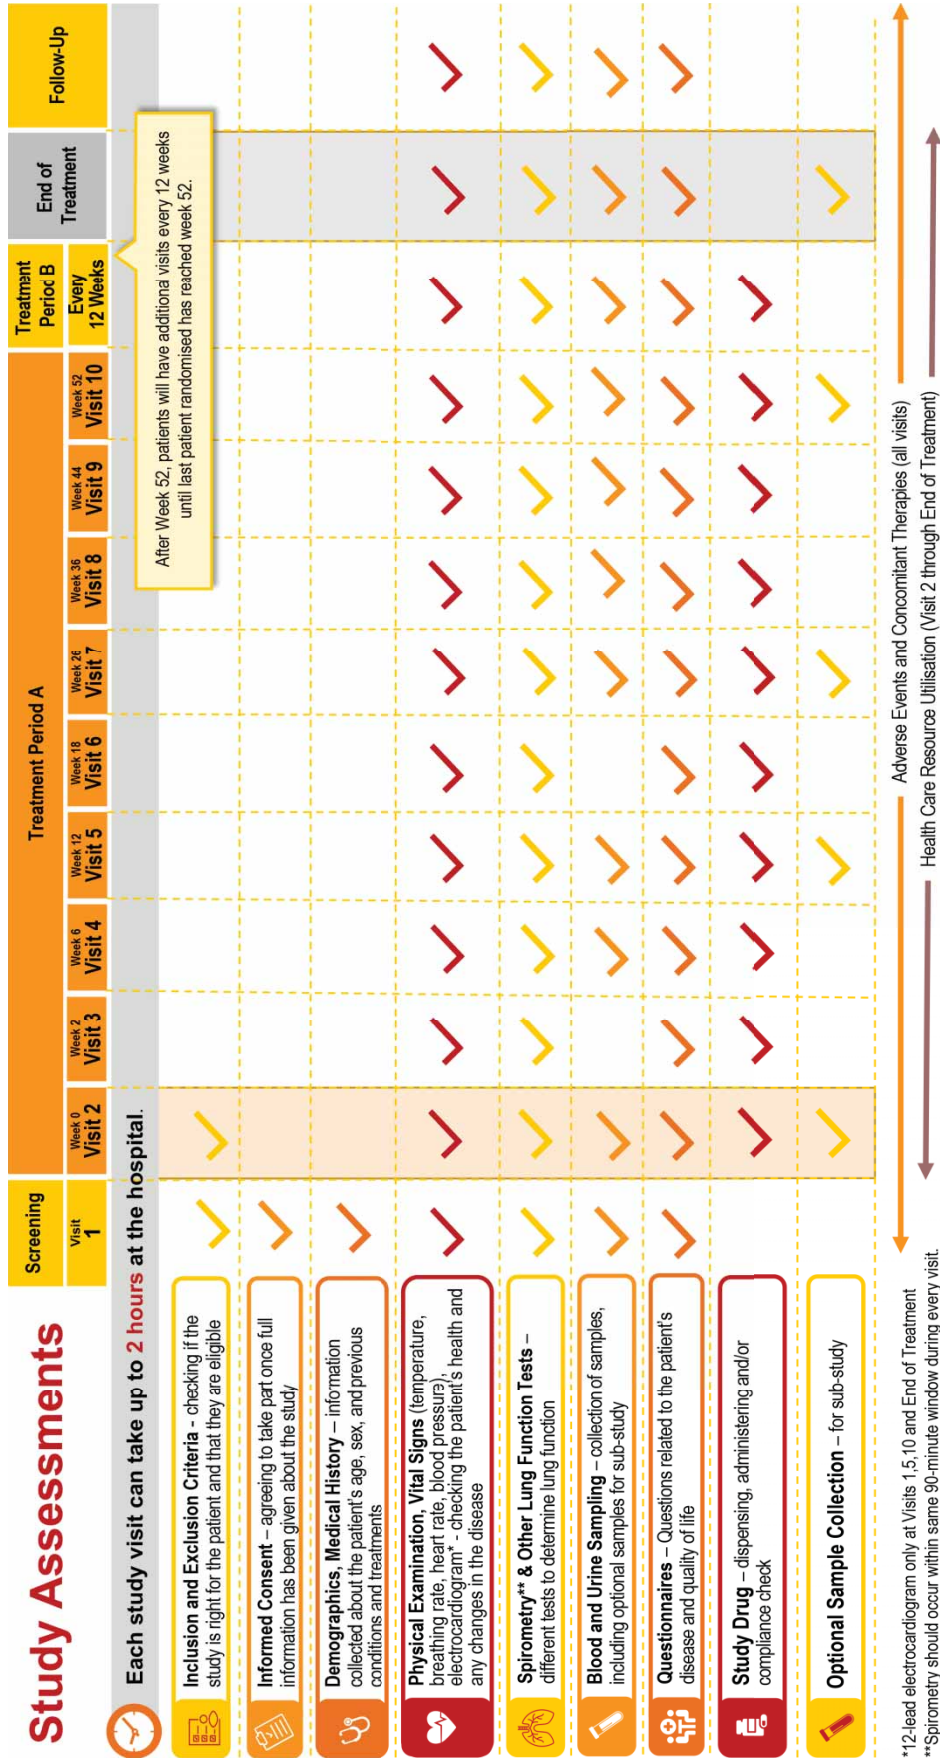 Study Assessments
Screening
Treatment Period A
Treatment
Period B
End of
Treatment
Follow-Up
Visit
1
Week 0
Visit 2
Week 2
Visit 3
Week 6
Visit 4
Week 12
Visit 5
Week 18
Visit 6
Week 26
Visit 7
Week 36
Visit 8
Week 44
Visit 9
Week 52
Visit 10
Every
12 Weeks
Each study visit can take up to 2 hours at the hospital.
After Week 52, patients will have additional visits every 12 weeks
until last patient randomised has reached week 52.
Inclusion and Exclusion Criteria - checking if the
study is right for the patient and that they are eligible
Informed Consent – agreeing to take part once full
information has been given about the study
Demographics, Medical History – information
collected about the patient's age, sex, and previous
conditions and treatments
Physical Examination, Vital Signs (temperature,
breathing rate, heart rate, blood pressure),
electrocardiogram* - checking the patient's health and
any changes in the disease
Spirometry** & Other Lung Function Tests –
different tests to determine lung function
Blood and Urine Sampling – collection of samples,
including optional samples for sub-study
Questionnaires – Questions related to the patient's
disease and quality of life
Study Drug – dispensing, administering and/or
compliance check
Optional Sample Collection – for sub-study
Adverse Events and Concomitant Therapies (all visits)
Health Care Resource Utilisation (Visit 2 through End of Treatment)
*12-lead electrocardiogram only at Visits 1,5,10 and End of Treatment
**Spirometry should occur within same 90-minute window during every visit.